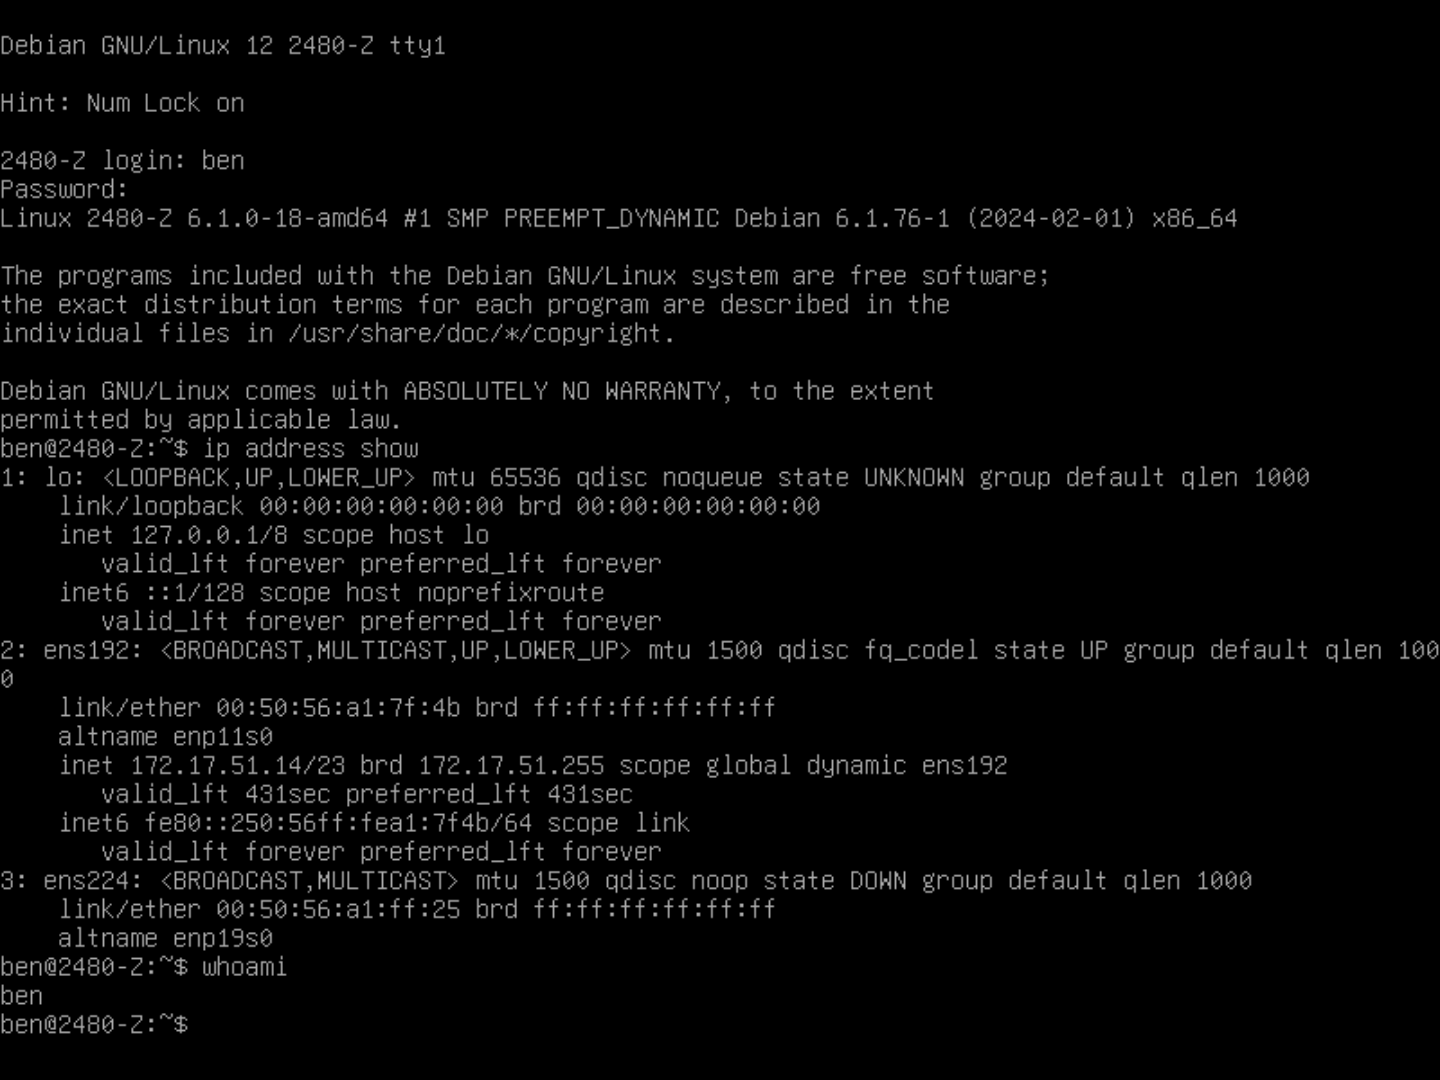 Debian GNU/Linux 12 2480-Z tty1
Hint: Num Lock on
2480-Z login: ben
Password:
Linux 2480-Z 6.1.0-18-amd64 #1 SMP PREEMPT_DYNAMIC Debian 6.1.76-1 (2024-02-01) x86_64
The programs included with the Debian GNU/Linux system are free software;
the exact distribution terms for each program are described in the
individual files in /usr/share/doc/*/copyright.
Debian GNU/Linux comes with ABSOLUTELY NO WARRANTY, to the extent
permitted by applicable law.
ben@2480-Z:~$ ip address show
1: lo: <LOOPBACK,UP,LOWER_UP> mtu 65536 qdisc noqueue state UNKNOWN group default qlen 1000
    link/loopback 00:00:00:00:00:00 brd 00:00:00:00:00:00
    inet 127.0.0.1/8 scope host lo
       valid_lft forever preferred_lft forever
    inet6 ::1/128 scope host noprefixroute
       valid_lft forever preferred_lft forever
2: ens192: <BROADCAST,MULTICAST,UP,LOWER_UP> mtu 1500 qdisc fq_codel state UP group default qlen 100
0
    link/ether 00:50:56:a1:7f:4b brd ff:ff:ff:ff:ff:ff
    altname enp11s0
    inet 172.17.51.14/23 brd 172.17.51.255 scope global dynamic ens192
       valid_lft 431sec preferred_lft 431sec
    inet6 fe80::250:56ff:fea1:7f4b/64 scope link
       valid_lft forever preferred_lft forever
3: ens224: <BROADCAST,MULTICAST> mtu 1500 qdisc noop state DOWN group default qlen 1000
    link/ether 00:50:56:a1:ff:25 brd ff:ff:ff:ff:ff:ff
    altname enp19s0
ben@2480-Z:~$ whoami
ben
ben@2480-Z:~$